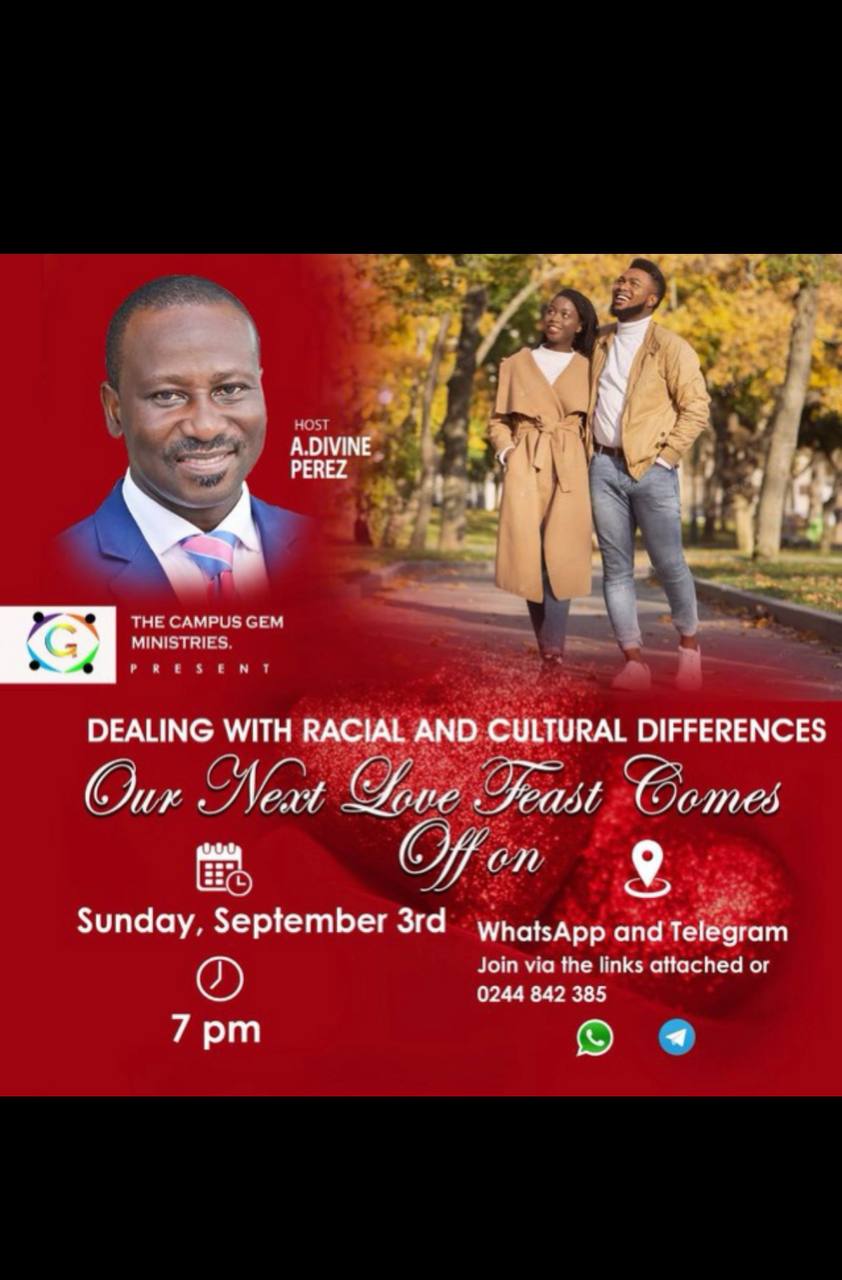 HOST
A.DIVINE
PEREZ
G
THE CAMPUS GEM
MINISTRIES.
PRESENT
DEALING WITH RACIAL AND CULTURAL DIFFERENCES
Our Next Love Feast Comes
Off on
Sunday, September 3rd
7 pm
WhatsApp and Telegram
Join via the links attached or
0244 842 385